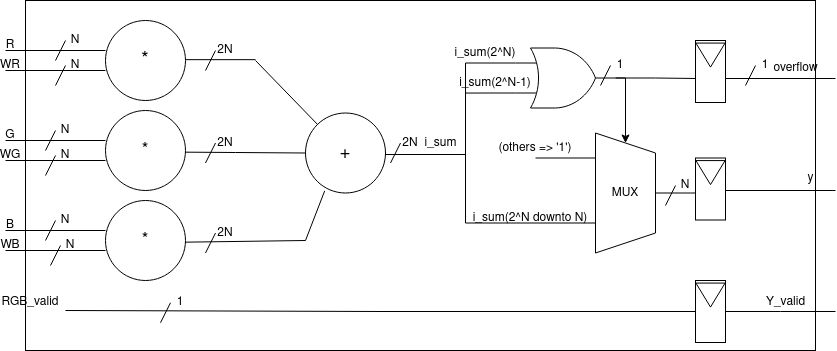 R
N
WR
N
*
2N
G
N
WG
N
*
2N
B
N
WB
N
*
2N
RGB_valid
1
+
2N
i_sum
i_sum(2^N)
i_sum(2^N-1)
1
(others => '1')
i_sum(2^N downto N)
MUX
N
1
overflow
y
Y_valid